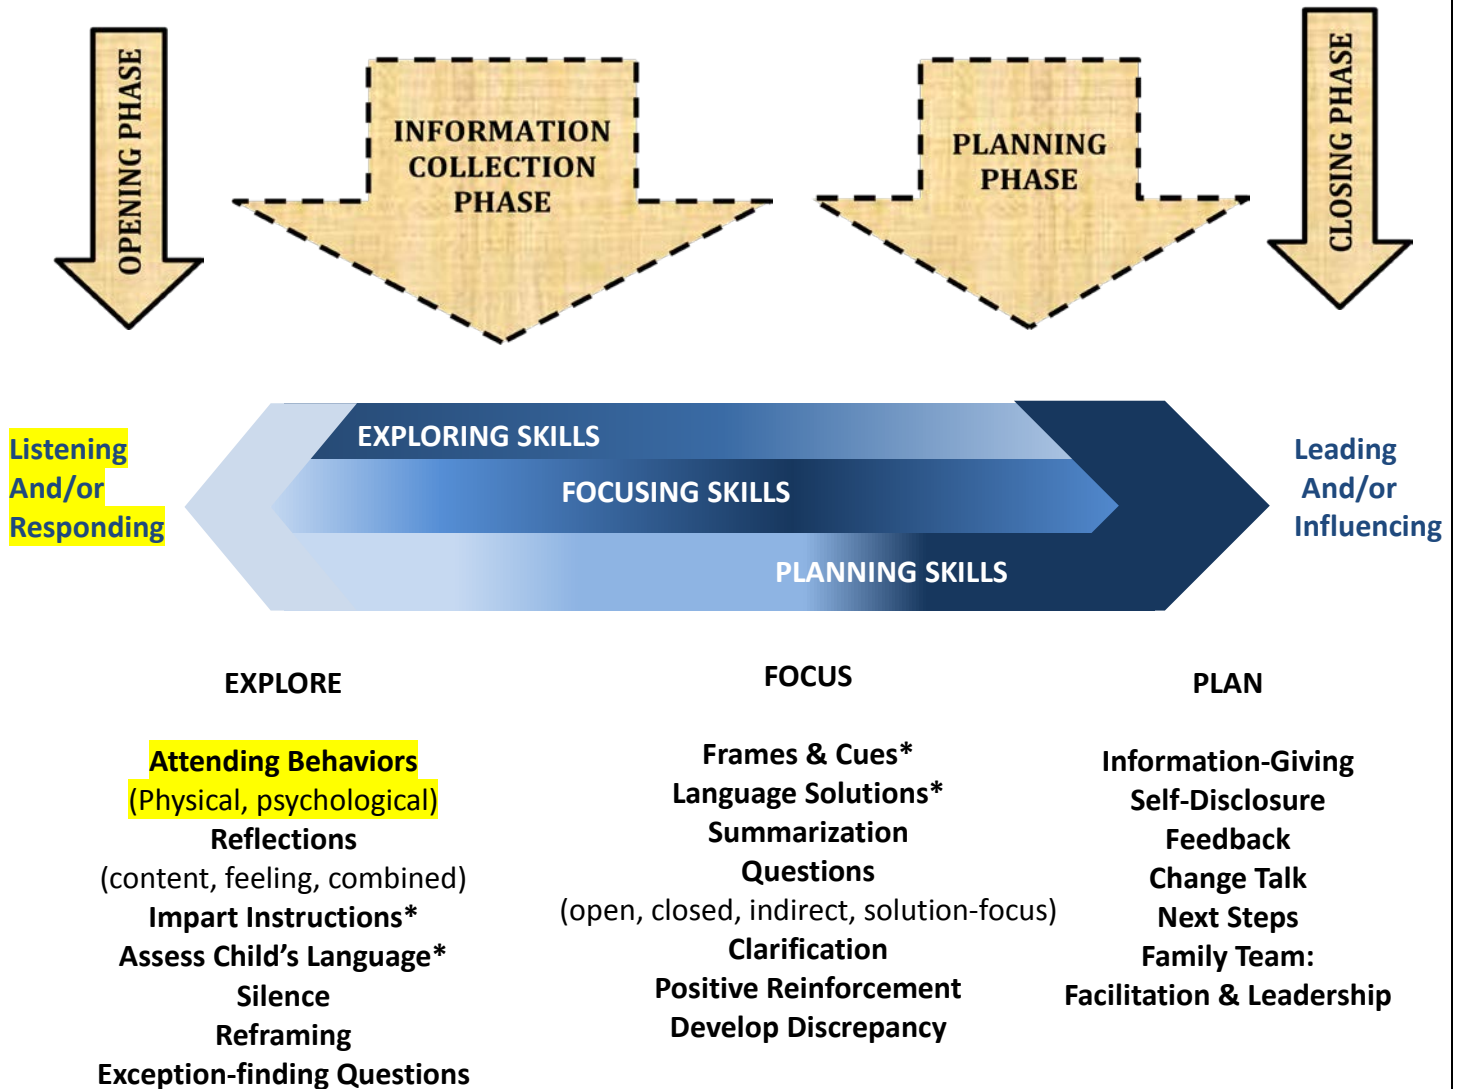 OPENING PHASE
INFORMATION
COLLECTION
PHASE
PLANNING
PHASE
CLOSING PHASE
Listening
And/or
Responding
EXPLORING SKILLS
FOCUSING SKILLS
PLANNING SKILLS
Leading
And/or
Influencing
EXPLORE
Attending Behaviors
(Physical, psychological)
Reflections
(content, feeling, combined)
Impart Instructions*
Assess Child’s Language*
Silence
Reframing
Exception-finding Questions
FOCUS
Frames & Cues*
Language Solutions*
Summarization
Questions
(open, closed, indirect, solution-focus)
Clarification
Positive Reinforcement
Develop Discrepancy
PLAN
Information-Giving
Self-Disclosure
Feedback
Change Talk
Next Steps
Family Team:
Facilitation & Leadership